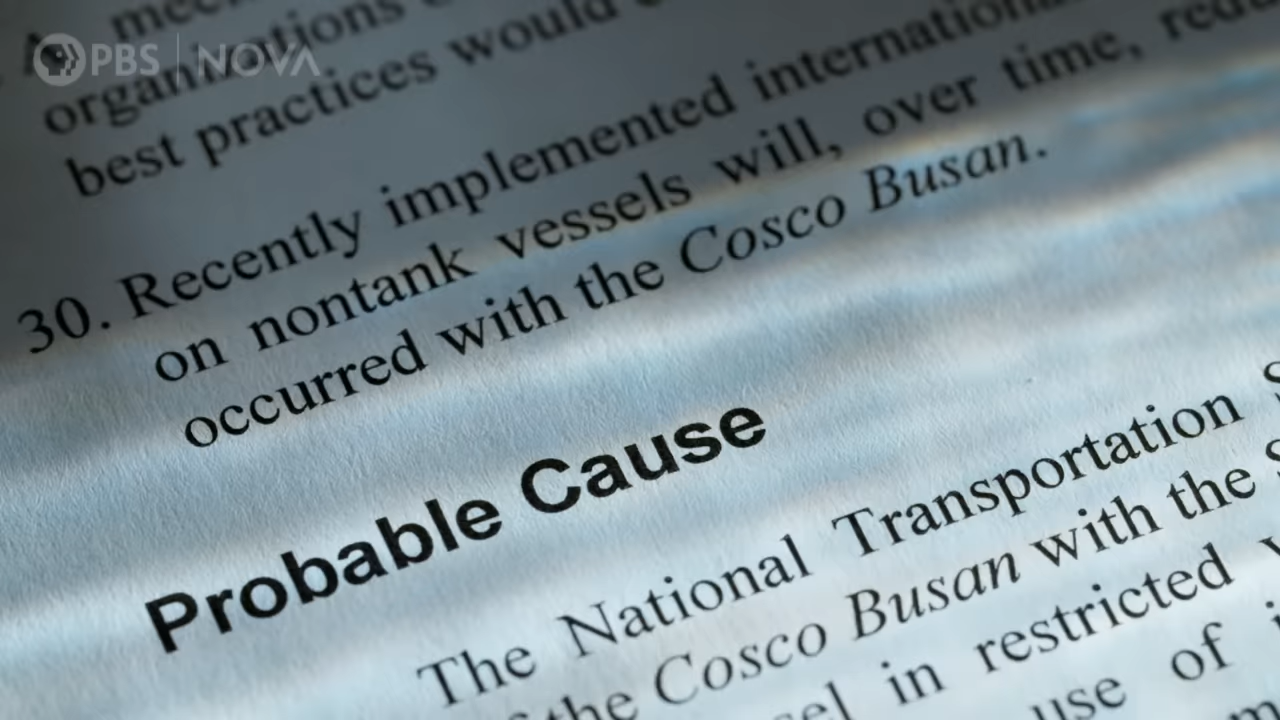 PBS | NOVA
organizations
best practices would
30. Recently implemented international
on nontank vessels will, over time,
occurred with the Cosco Busan.
Probable Cause
The National Transportation
the Cosco Busan with the
in restricted
use of